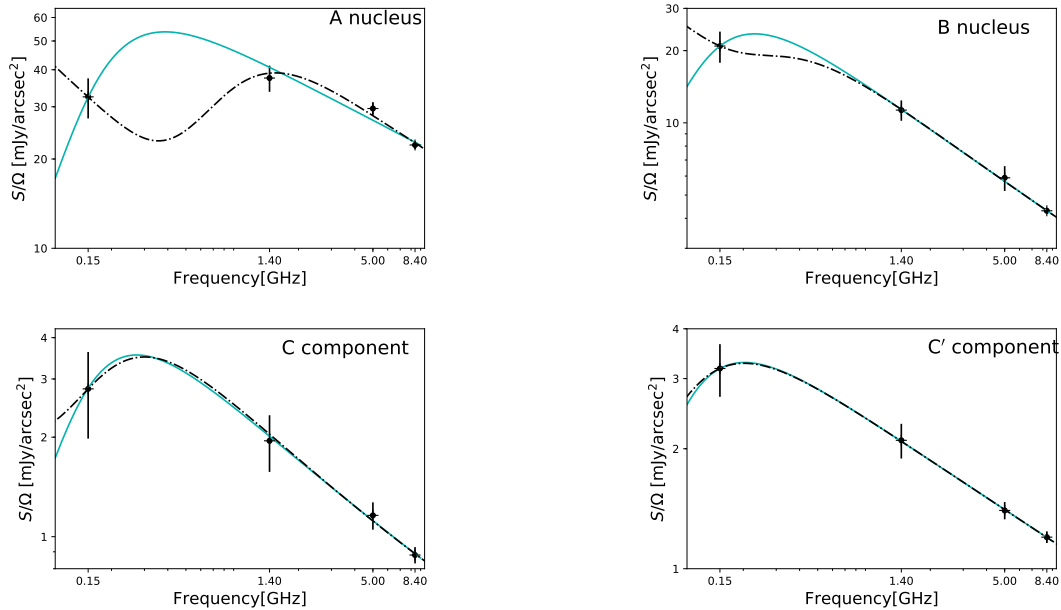 A nucleus
60
50
40
30
20
10
S/Ω [mJy/arcsec²]
0.15
1.40
5.00
8.40
Frequency[GHz]
B nucleus
30
20
10
S/Ω [mJy/arcsec²]
0.15
1.40
5.00
8.40
Frequency[GHz]
C component
4
3
2
1
S/Ω [mJy/arcsec²]
0.15
1.40
5.00
8.40
Frequency[GHz]
C′ component
4
3
2
1
S/Ω [mJy/arcsec²]
0.15
1.40
5.00
8.40
Frequency[GHz]